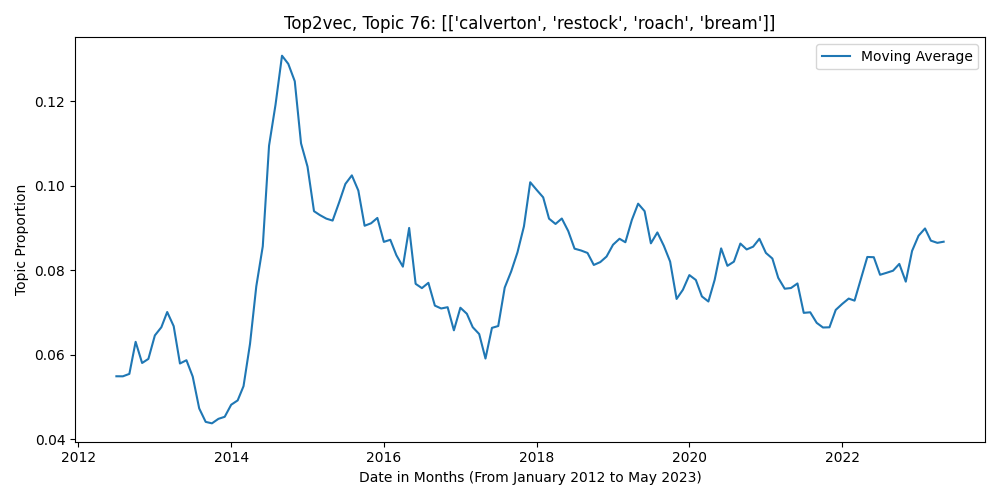 Top2vec, Topic 76: [['calverton', 'restock', 'roach', 'bream']]
Moving Average
Topic Proportion
0.12
0.10
0.08
0.06
0.04
2012 2014 2016 2018 2020 2022
Date in Months (From January 2012 to May 2023)